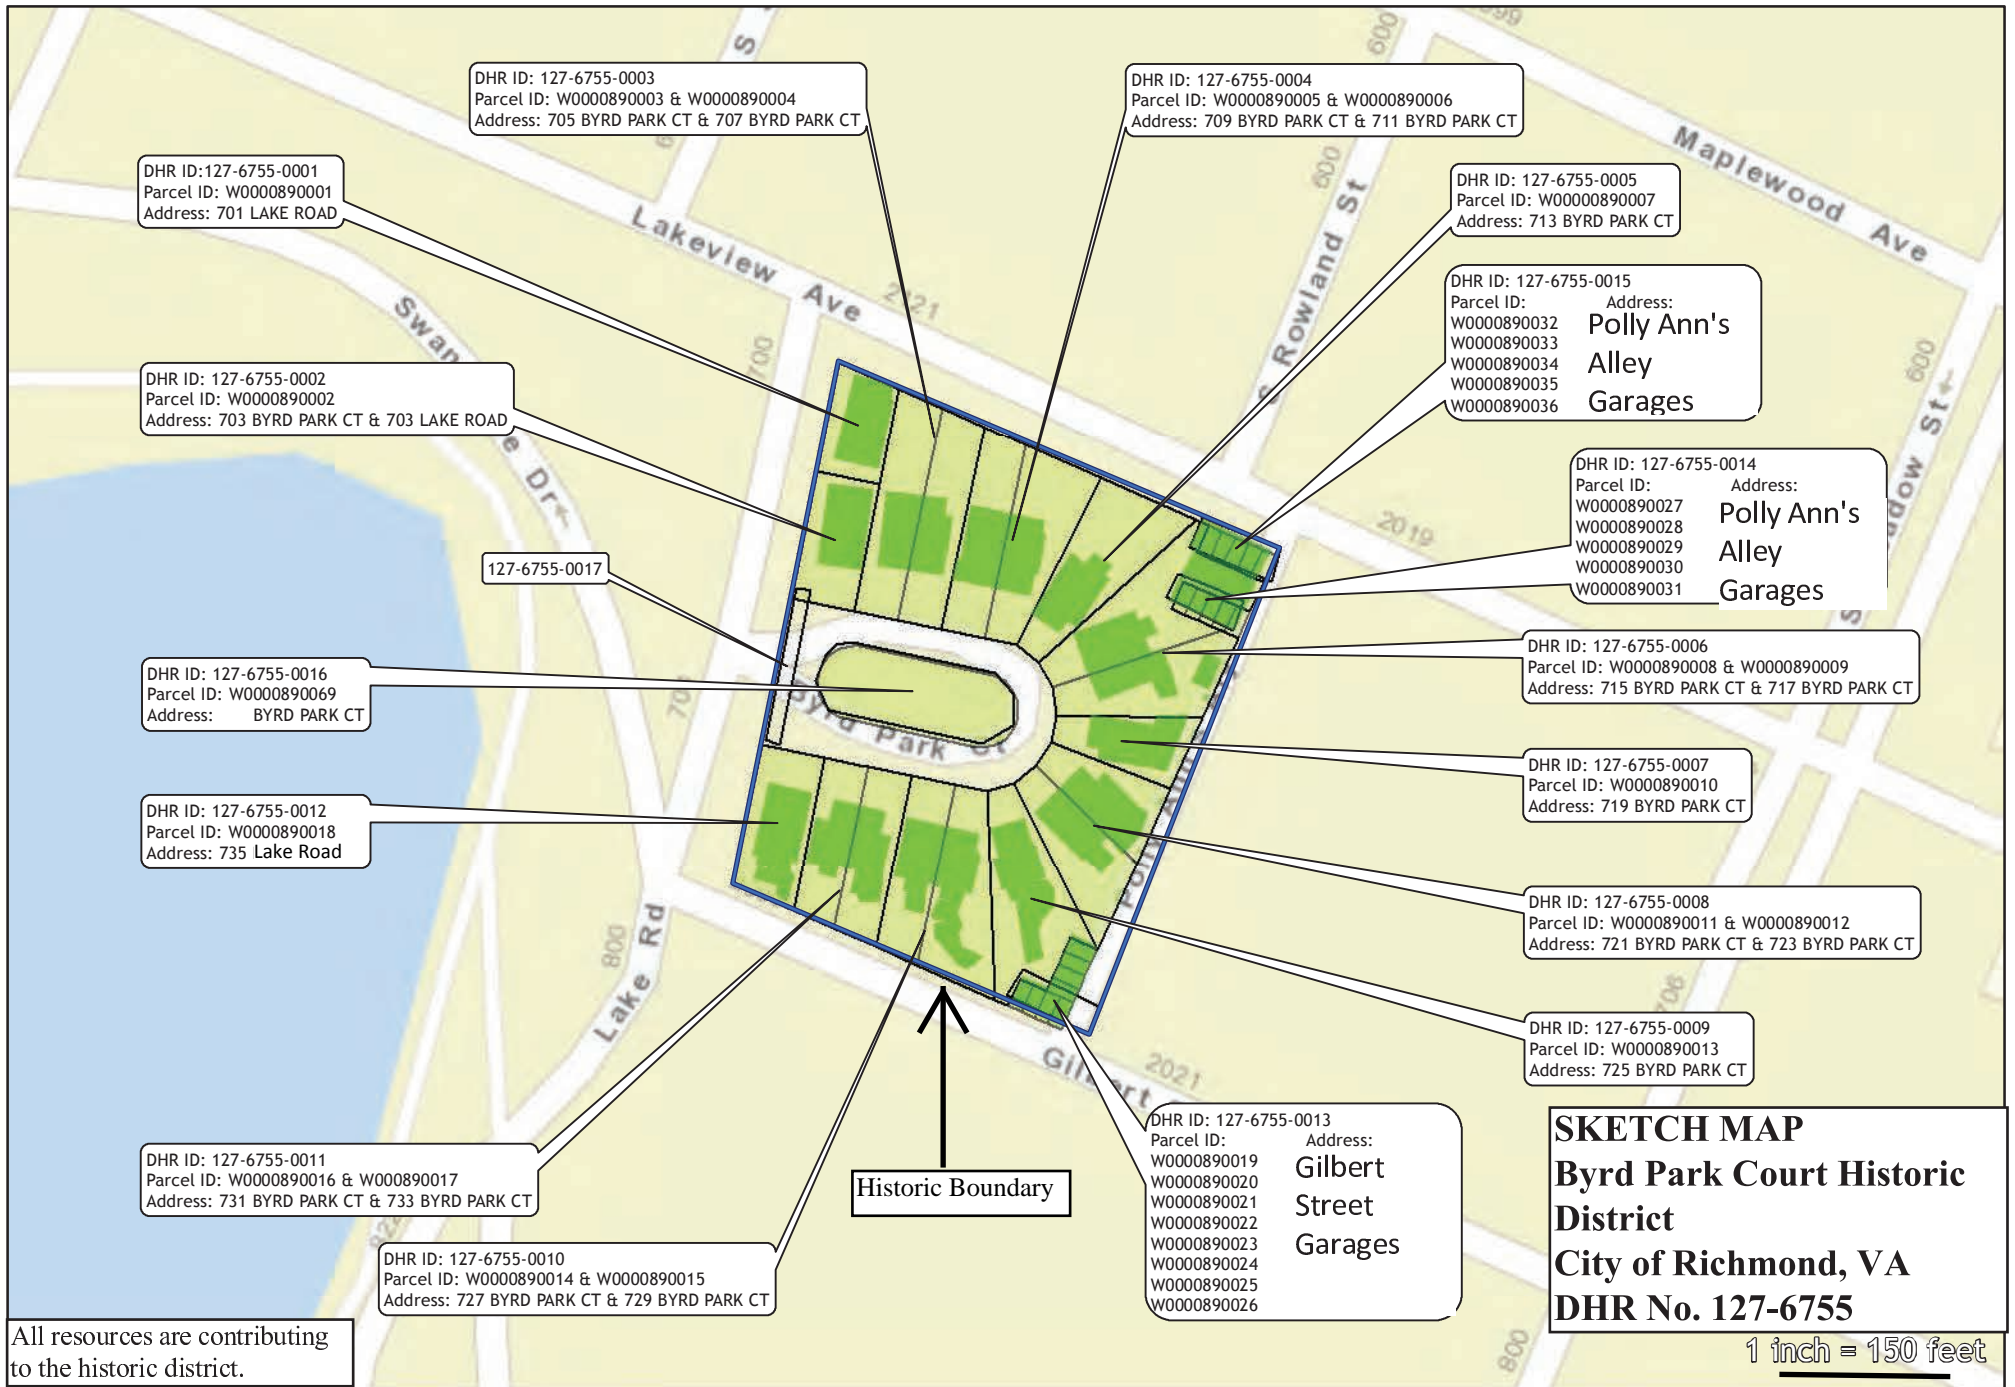 DHR ID: 127-6755-0003
Parcel ID: W0000890003 & W0000890004
Address: 705 BYRD PARK CT & 707 BYRD PARK CT
DHR ID: 127-6755-0004
Parcel ID: W0000890005 & W0000890006
Address: 709 BYRD PARK CT & 711 BYRD PARK CT
DHR ID:127-6755-0001
Parcel ID: W0000890001
Address: 701 LAKE ROAD
DHR ID: 127-6755-0005
Parcel ID: W0000890007
Address: 713 BYRD PARK CT
DHR ID: 127-6755-0015
Parcel ID: Address:
W0000890032 Polly Ann's
W0000890033
W0000890034 Alley
W0000890035
W0000890036 Garages
DHR ID: 127-6755-0002
Parcel ID: W0000890002
Address: 703 BYRD PARK CT & 703 LAKE ROAD
DHR ID: 127-6755-0014
Parcel ID: Address:
W0000890027 Polly Ann's
W0000890028
W0000890029 Alley
W0000890030
W0000890031 Garages
127-6755-0017
DHR ID: 127-6755-0006
Parcel ID: W0000890008 & W0000890009
Address: 715 BYRD PARK CT & 717 BYRD PARK CT
DHR ID: 127-6755-0016
Parcel ID: W0000890069
Address: BYRD PARK CT
DHR ID: 127-6755-0007
Parcel ID: W0000890010
Address: 719 BYRD PARK CT
DHR ID: 127-6755-0012
Parcel ID: W0000890018
Address: 735 Lake Road
DHR ID: 127-6755-0008
Parcel ID: W0000890011 & W0000890012
Address: 721 BYRD PARK CT & 723 BYRD PARK CT
DHR ID: 127-6755-0009
Parcel ID: W0000890013
Address: 725 BYRD PARK CT
DHR ID: 127-6755-0013
Parcel ID: Address:
W0000890019 Gilbert
W0000890020
W0000890021 Street
W0000890022
W0000890023 Garages
W0000890024
W0000890025
W0000890026
DHR ID: 127-6755-0011
Parcel ID: W0000890016 & W000890017
Address: 731 BYRD PARK CT & 733 BYRD PARK CT
DHR ID: 127-6755-0010
Parcel ID: W0000890014 & W0000890015
Address: 727 BYRD PARK CT & 729 BYRD PARK CT
Historic Boundary
SKETCH MAP
Byrd Park Court Historic
District
City of Richmond, VA
DHR No. 127-6755
1 inch = 150 feet
All resources are contributing
to the historic district.
Lakeview Ave
Maplewood Ave
S Rowland St
Byrd Park Ct
Lake Rd
S
600
600
600
2121
2019
700
800
2021
706
800